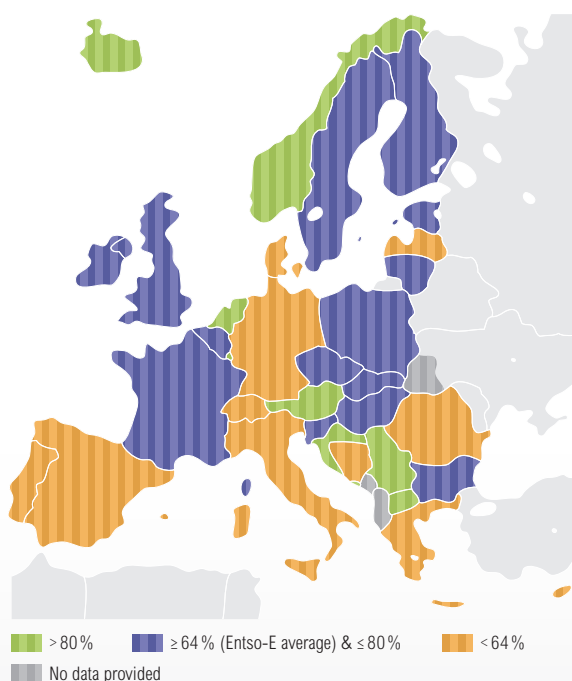 > 80 % ≥ 64 % (Entso-E average) & ≤ 80 % < 64 %
No data provided